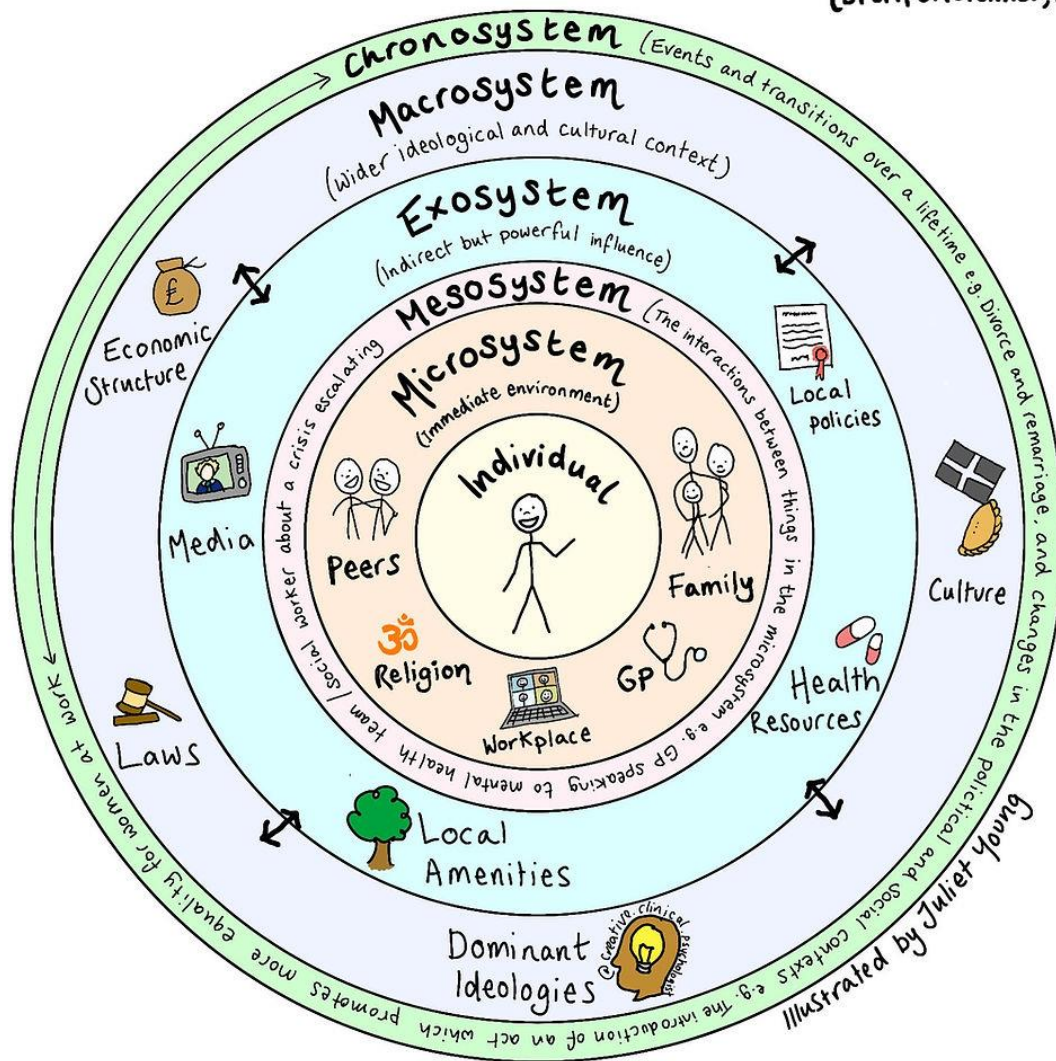 Chronosystem (Events and transitions over a lifetime e.g. Divorce and remarriage, and changes in the policitical and social contexts e.g. The introduction of an act which promotes more equality for women at work
Macrosystem
(Wider ideological and cultural context)
Exosystem
(Indirect but powerful influence)
Mesosystem (The interactions between things in the microsystem e.g. GP speaking to mental health team / social worker about a crisis escalating
Microsystem
(Immediate environment)
Individual
£
Economic
Structure
Local
policies
Media
Peers
Family
Culture
ॐ
Religion
GP
Workplace
Health
Resources
Laws
Local
Amenities
Dominant
Ideologies
@creative.clinical.psychologist
Illustrated by Juliet Young